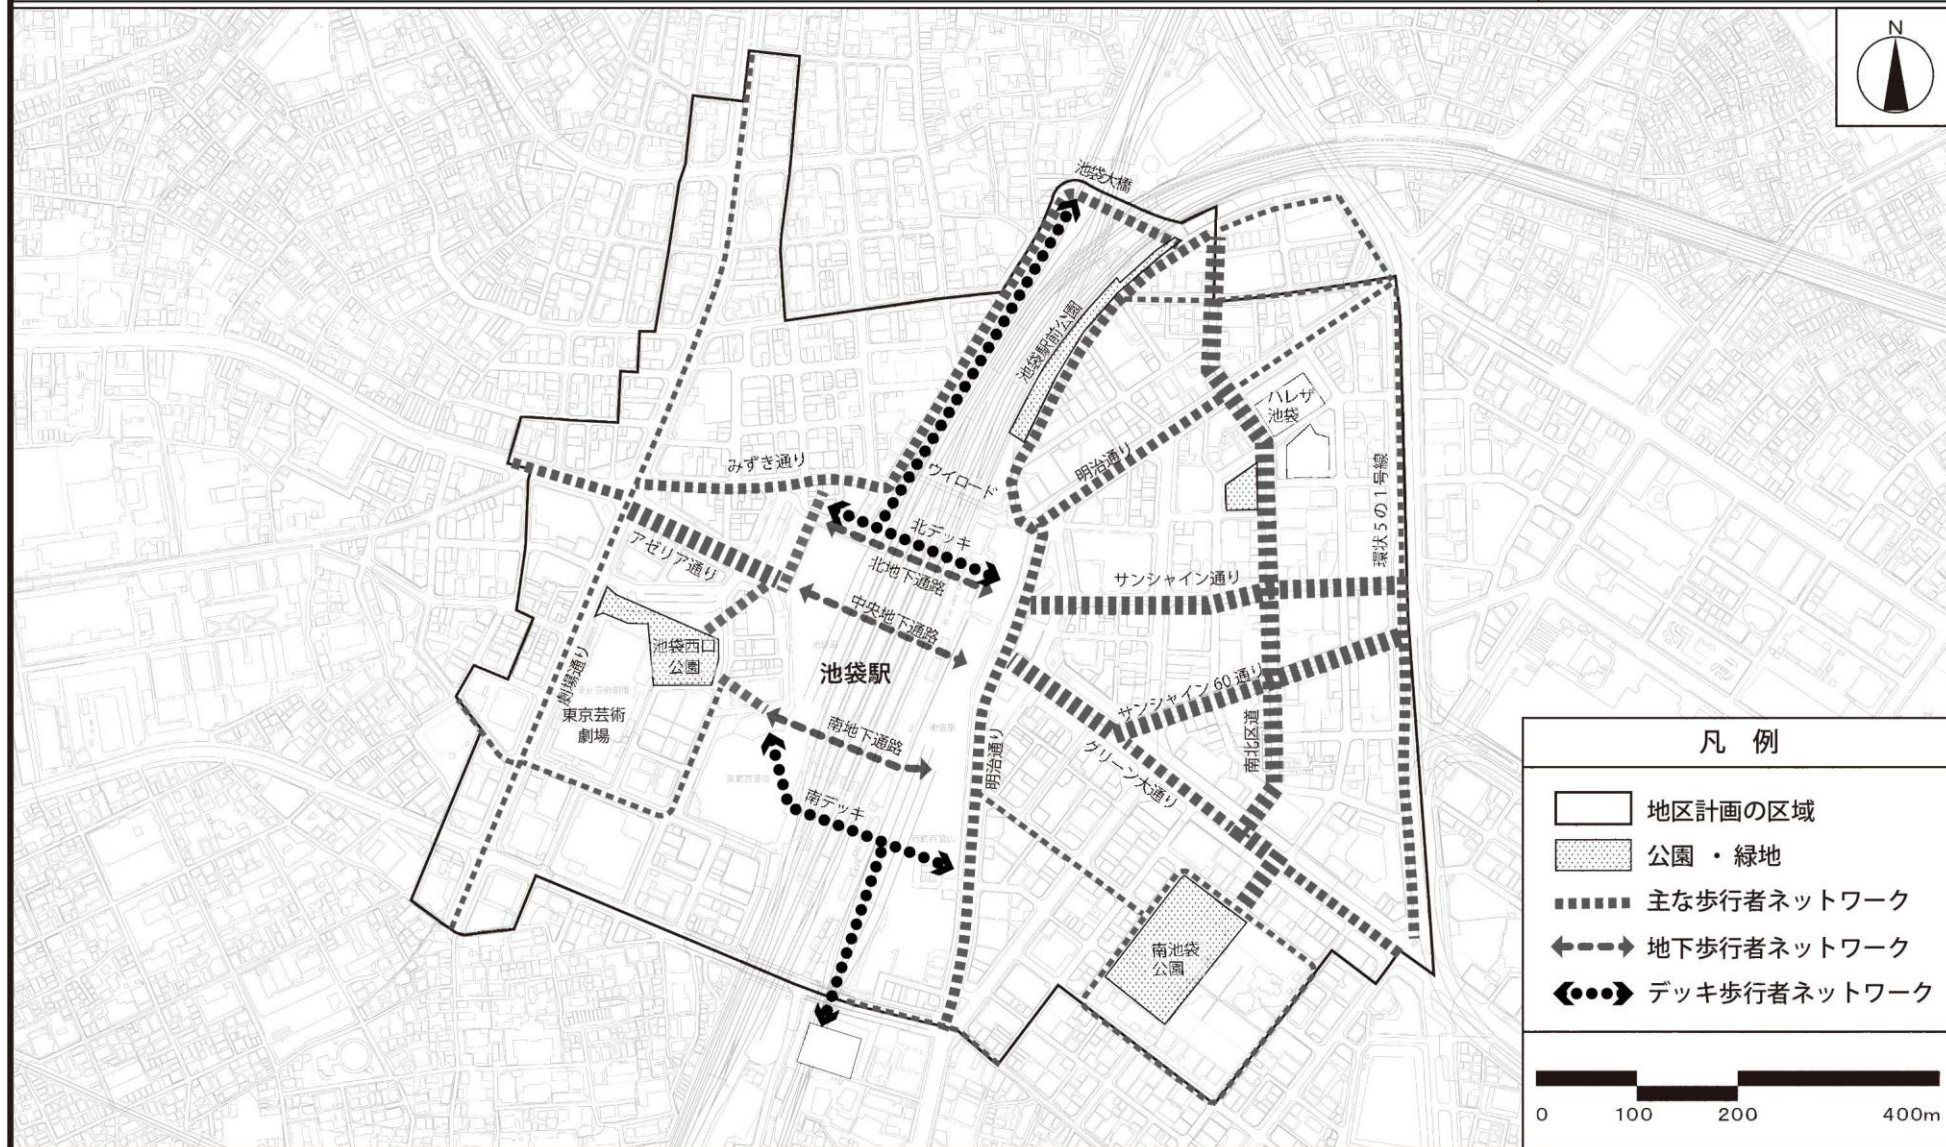 N
池袋大橋
池袋駅前公園
ハレザ
池袋
みずき通り
ウイロード
明治通り
環状5の1号線
北デッキ
アゼリア通り
北地下通路
サンシャイン通り
中央地下通路
池袋西口
公園
池袋駅
劇場通り
サンシャイン60通り
東京芸術
劇場
南地下通路
明治通り
南北区道
グリーン大通り
南デッキ
南池袋
公園
凡 例
地区計画の区域
公園 ・ 緑地
主な歩行者ネットワーク
地下歩行者ネットワーク
デッキ歩行者ネットワーク
0 100 200 400m